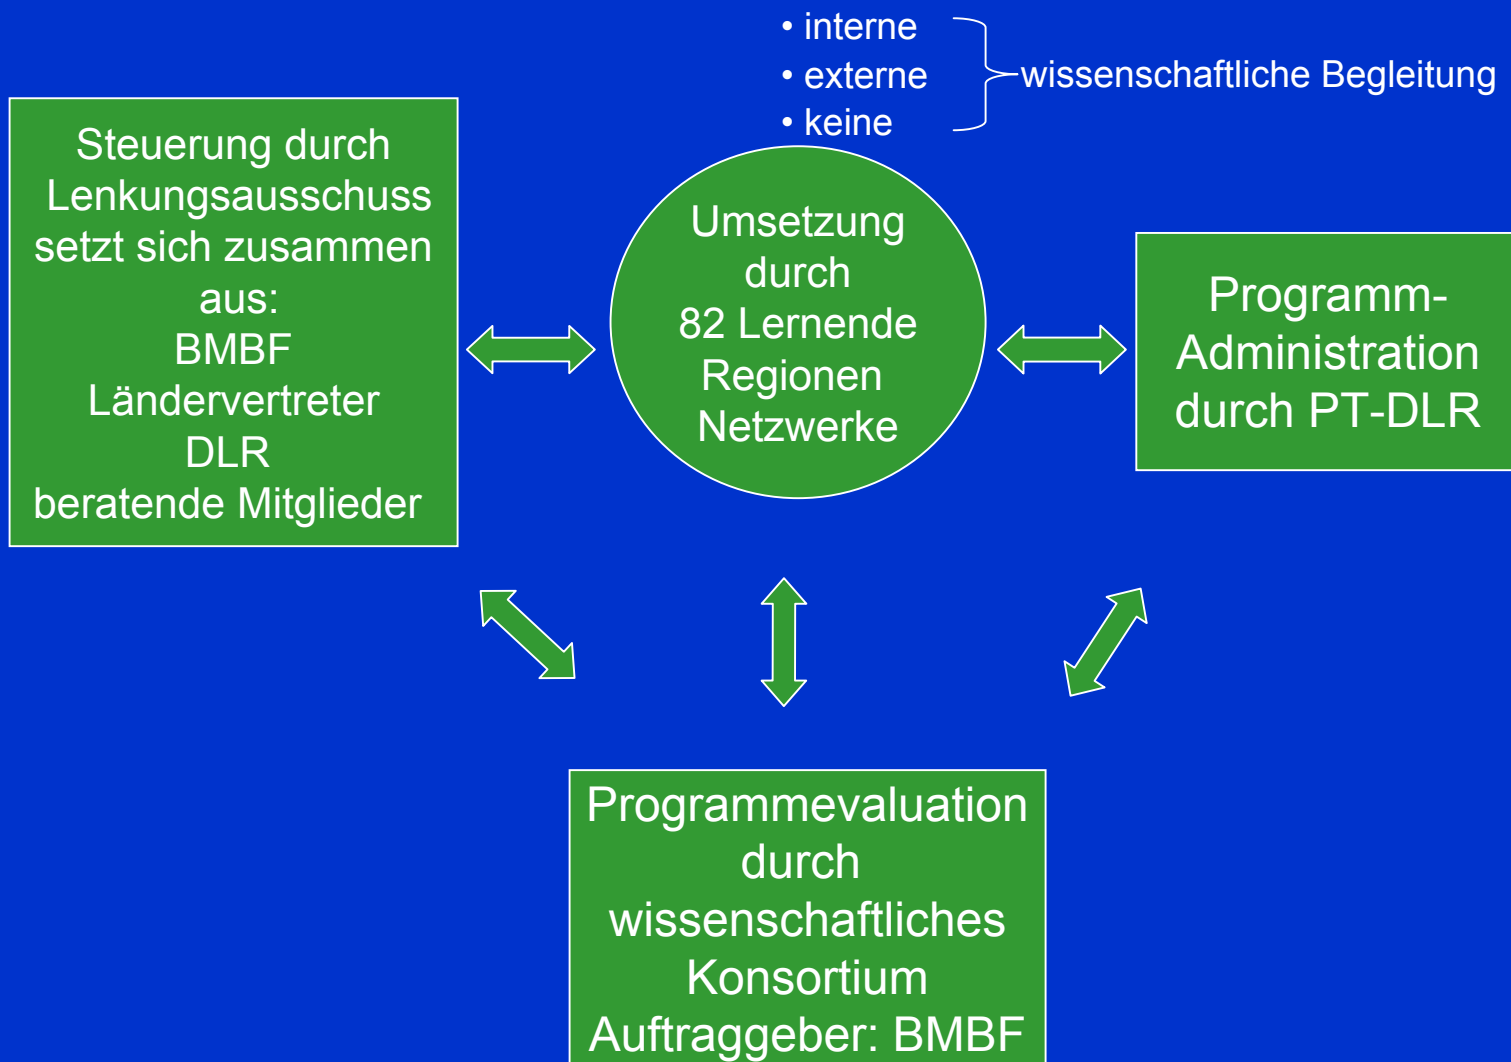 • interne
• externe
• keine
wissenschaftliche Begleitung
Steuerung durch
Lenkungsausschuss
setzt sich zusammen
aus:
BMBF
Ländervertreter
DLR
beratende Mitglieder
Umsetzung
durch
82 Lernende
Regionen
Netzwerke
Programm-
Administration
durch PT-DLR
Programmevaluation
durch
wissenschaftliches
Konsortium
Auftraggeber: BMBF